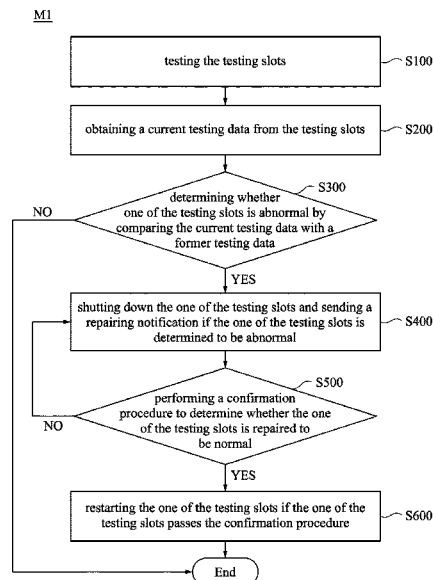 M1
testing the testing slots
S100
obtaining a current testing data from the testing slots
S200
determining whether
one of the testing slots is abnormal by
comparing the current testing data with a
former testing data
S300
NO
YES
shutting down the one of the testing slots and sending a
repairing notification if the one of the testing slots is
determined to be abnormal
S400
performing a confirmation
procedure to determine whether the one
of the testing slots is repaired to
be normal
S500
NO
YES
restarting the one of the testing slots if the one of the
testing slots passes the confirmation procedure
S600
End